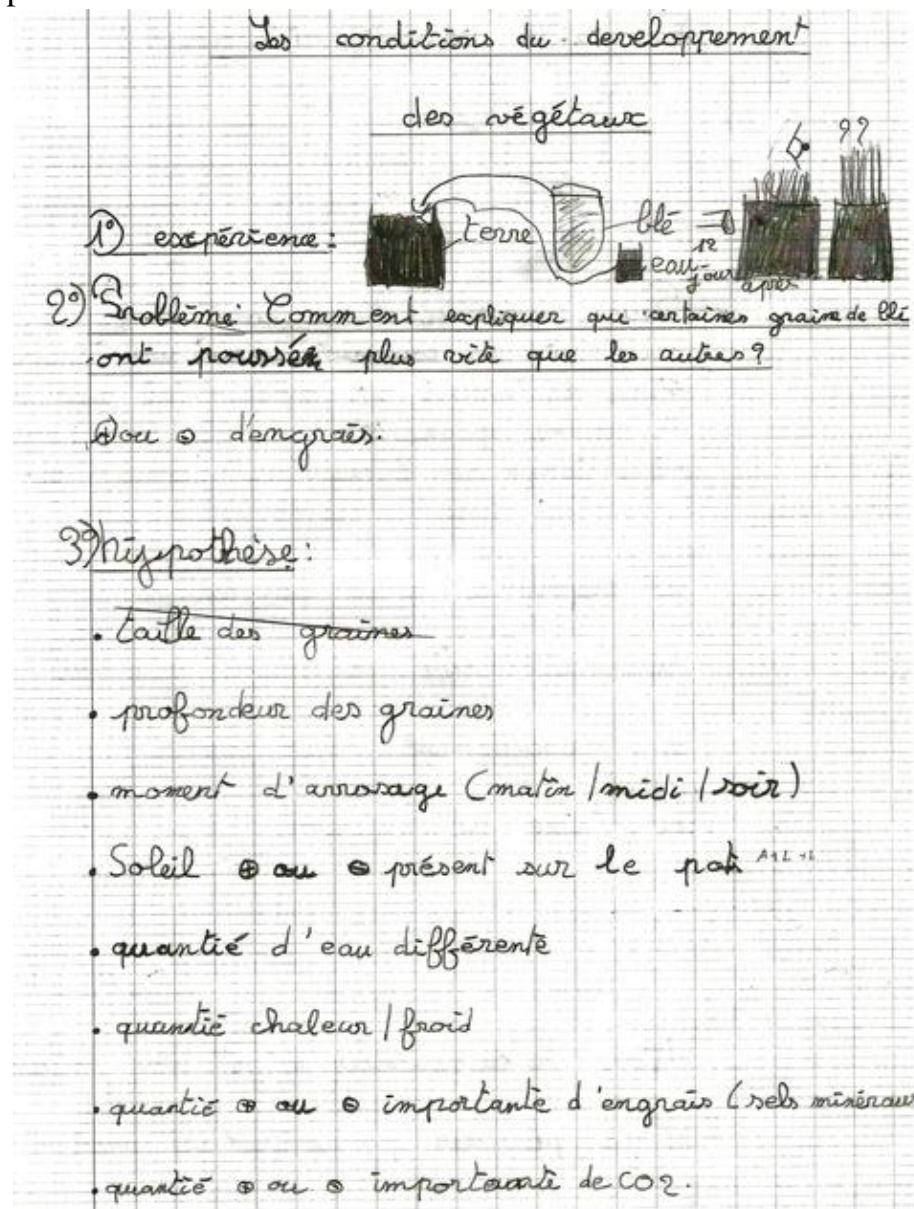 Les conditions du developpement
des végétaux
??
1°) expérience :
terre
blé
eau
12
jour
après
2°) Problème : Comment expliquer que certaines graine de blé
ont poussée plus vite que les autres ?
⊕ ou ⊖ d'engrais.
3°) hypothèse :
• taille des graines
• profondeur des graines
• moment d'arrosage (matin / midi / soir)
• Soleil ⊕ ou ⊖ présent sur le pot
• quantié d'eau différente
• quantié chaleur / froid
• quantié ⊕ ou ⊖ importante d'engrais (sels minéraux
• quantié ⊕ ou ⊖ importante de CO2.